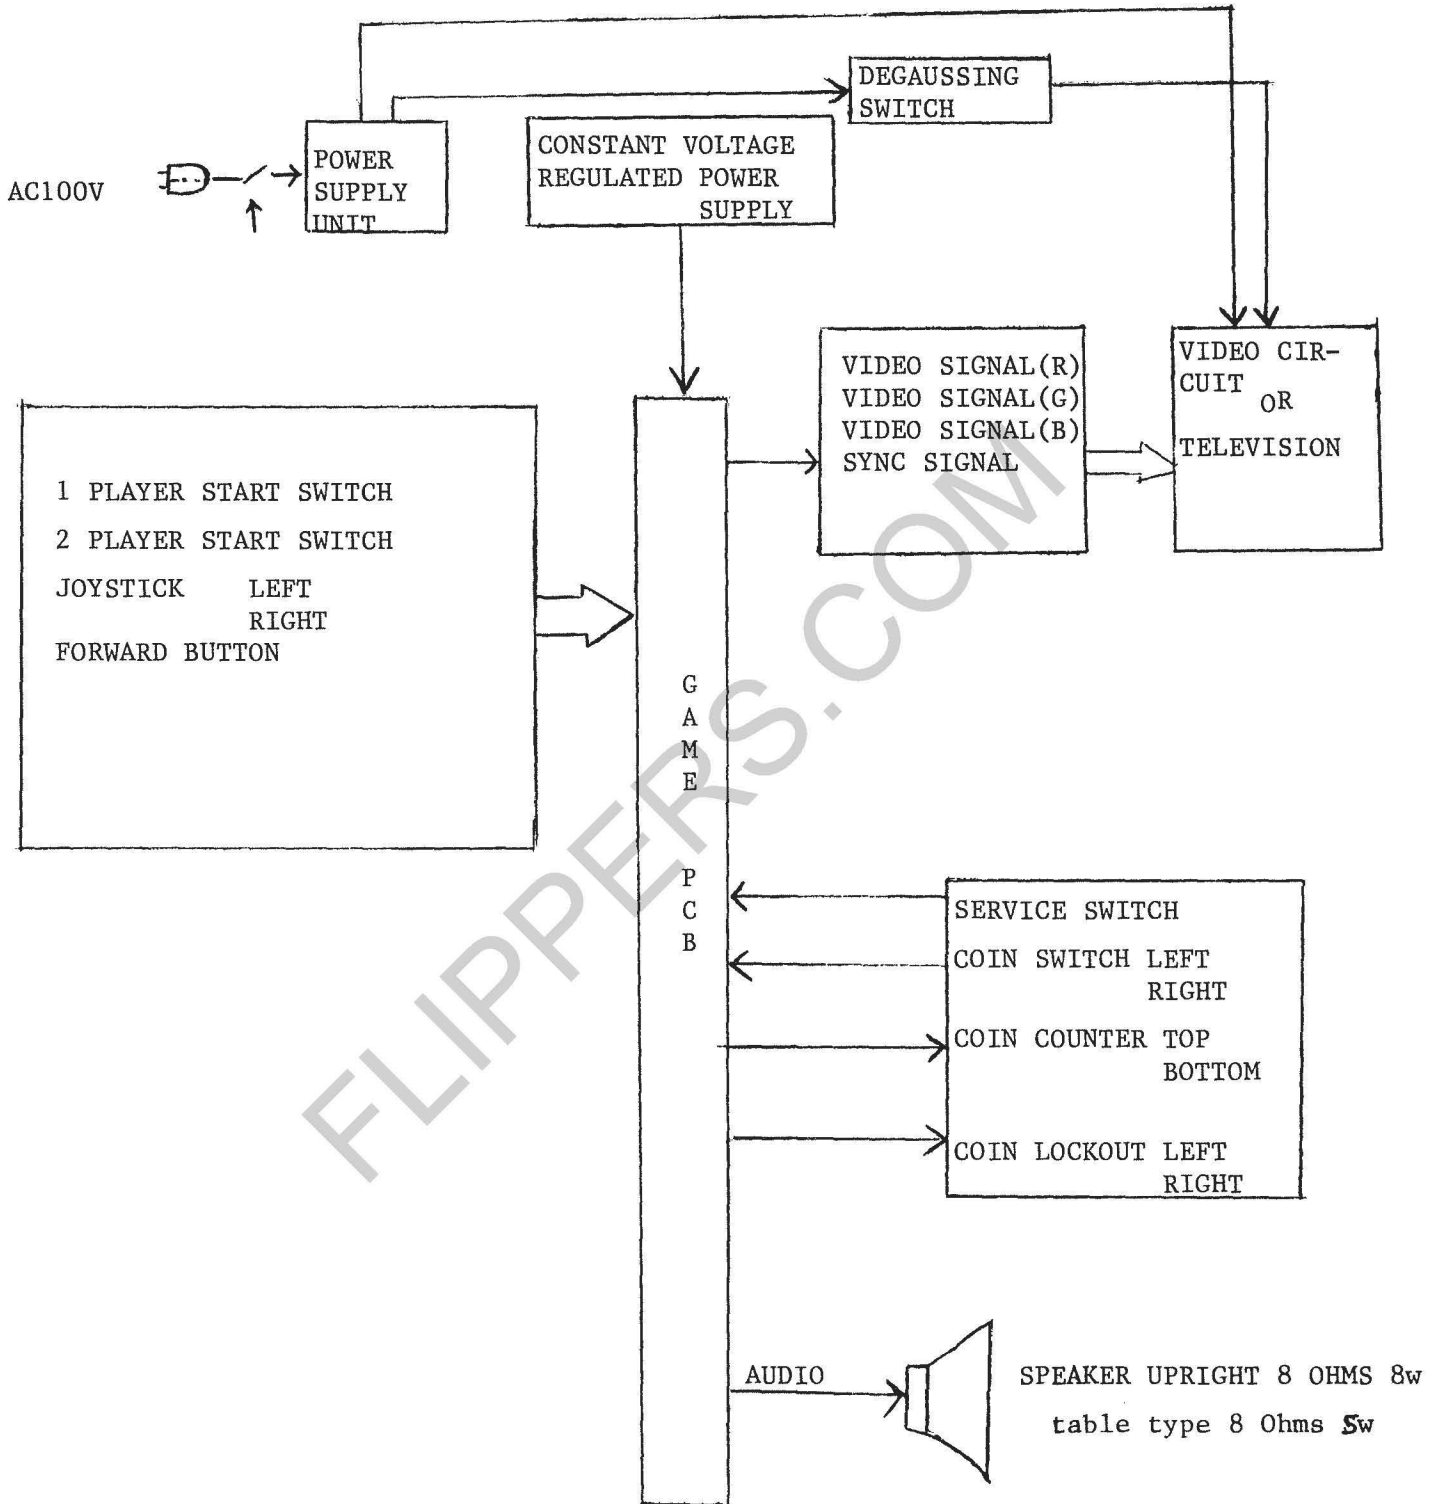 DEGAUSSING
SWITCH
CONSTANT VOLTAGE
REGULATED POWER
SUPPLY
POWER
SUPPLY
UNIT
AC100V
VIDEO SIGNAL(R)
VIDEO SIGNAL(G)
VIDEO SIGNAL(B)
SYNC SIGNAL
VIDEO CIR-
CUIT
OR
TELEVISION
1 PLAYER START SWITCH
2 PLAYER START SWITCH
JOYSTICK LEFT
RIGHT
FORWARD BUTTON
GAME PCB
SERVICE SWITCH
COIN SWITCH LEFT
RIGHT
COIN COUNTER TOP
BOTTOM
COIN LOCKOUT LEFT
RIGHT
AUDIO
SPEAKER UPRIGHT 8 OHMS 8w
table type 8 Ohms 5w
FLIPPERS.COM